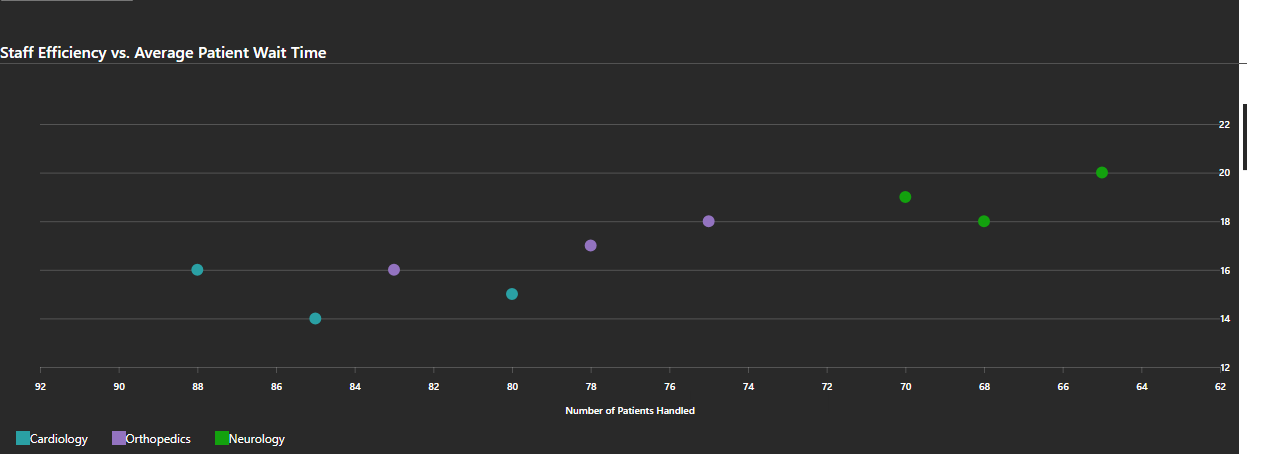 Staff Efficiency vs. Average Patient Wait Time
22
20
18
16
14
12
92 90 88 86 84 82 80 78 76 74 72 70 68 66 64 62
Number of Patients Handled
Cardiology Orthopedics Neurology